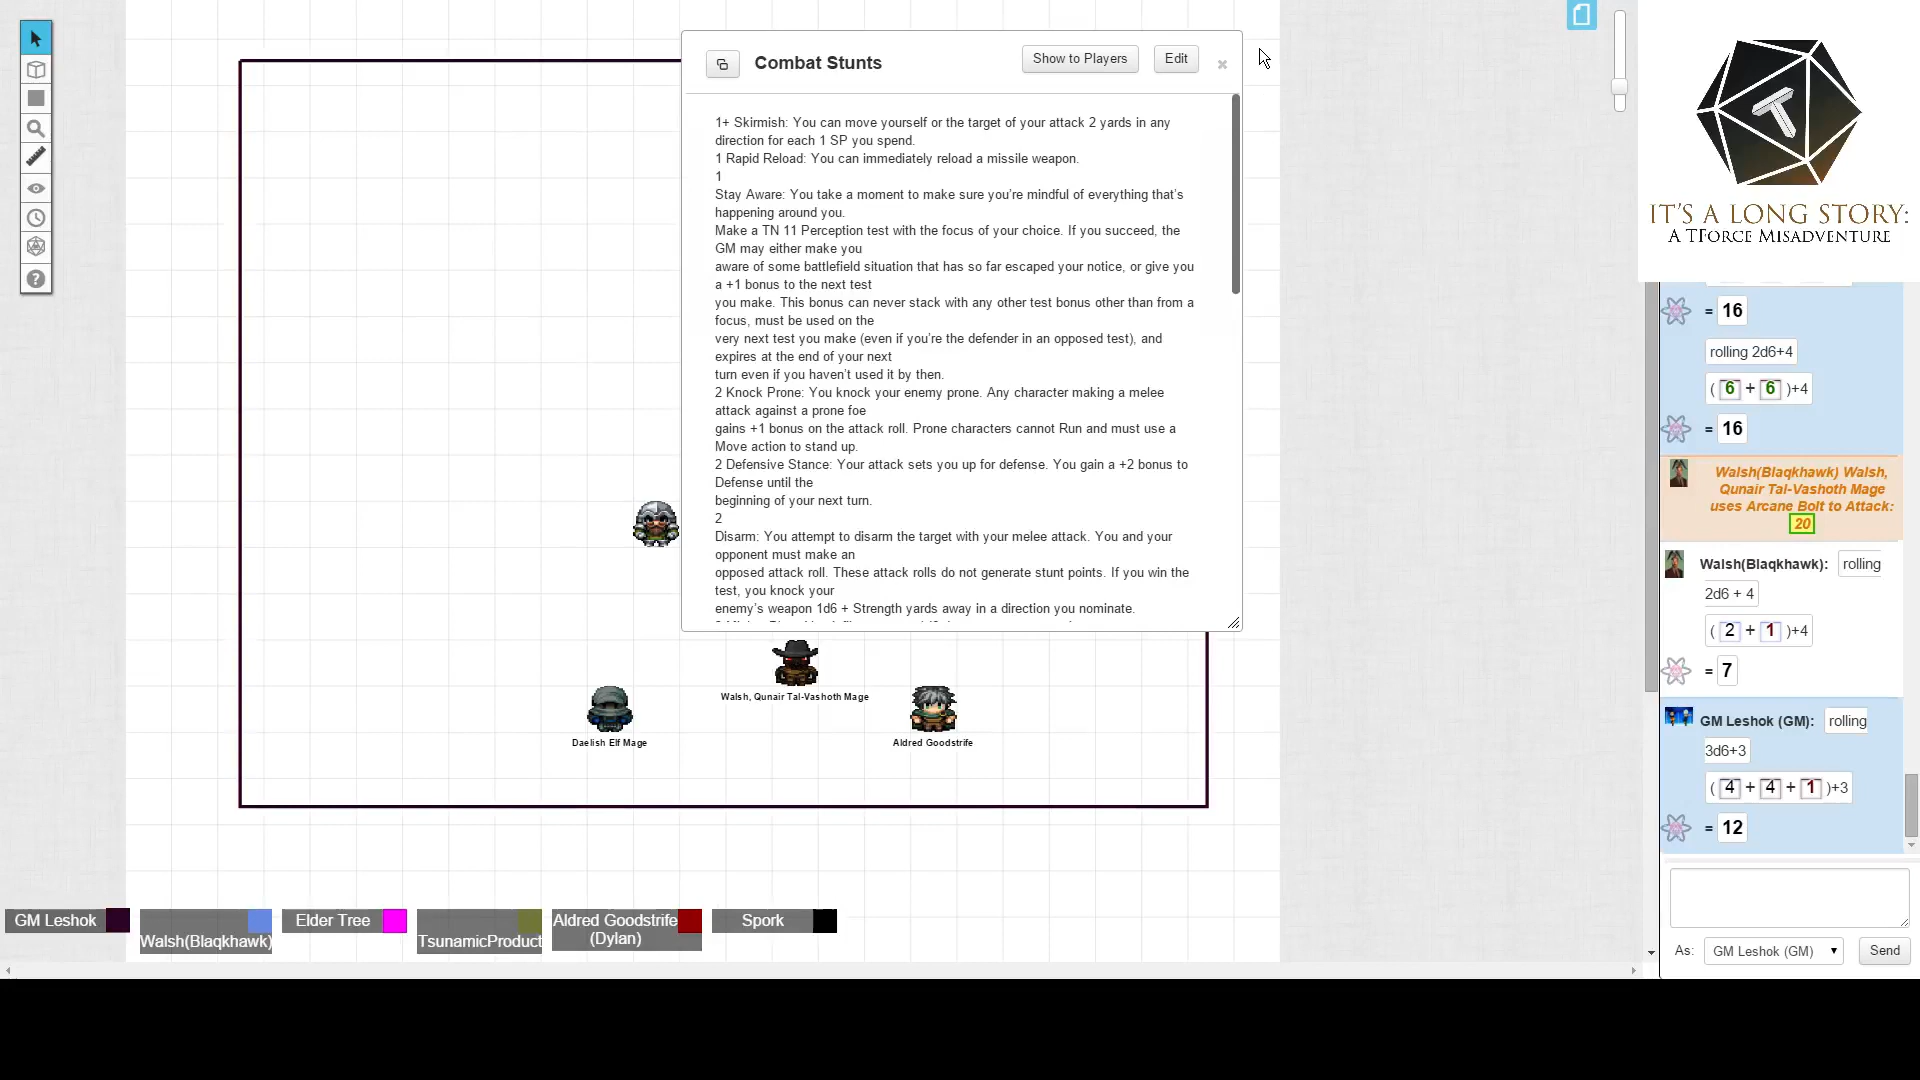 Combat Stunts
Show to Players
Edit
1+ Skirmish: You can move yourself or the target of your attack 2 yards in any
direction for each 1 SP you spend.
1 Rapid Reload: You can immediately reload a missile weapon.
1
Stay Aware: You take a moment to make sure you're mindful of everything that's
happening around you.
Make a TN 11 Perception test with the focus of your choice. If you succeed, the
GM may either make you
aware of some battlefield situation that has so far escaped your notice, or give you
a +1 bonus to the next test
you make. This bonus can never stack with any other test bonus other than from a
focus, must be used on the
very next test you make (even if you're the defender in an opposed test), and
expires at the end of your next
turn even if you haven't used it by then.
2 Knock Prone: You knock your enemy prone. Any character making a melee
attack against a prone foe
gains +1 bonus on the attack roll. Prone characters cannot Run and must use a
Move action to stand up.
2 Defensive Stance: Your attack sets you up for defense. You gain a +2 bonus to
Defense until the
beginning of your next turn.
2
Disarm: You attempt to disarm the target with your melee attack. You and your
opponent must make an
opposed attack roll. These attack rolls do not generate stunt points. If you win the
test, you knock your
enemy's weapon 1d6 + Strength yards away in a direction you nominate.
Walsh, Qunair Tal-Vashoth Mage
Daelish Elf Mage
Aldred Goodstrife
GM Leshok
Walsh(Blaqkhawk)
Elder Tree
TsunamicProduct
Aldred Goodstrife
(Dylan)
Spork
T
IT'S A LONG STORY:
A TFORCE MISADVENTURE
= 16
rolling 2d6+4
( 6 + 6 )+4
= 16
Walsh(Blaqkhawk) Walsh,
Qunair Tal-Vashoth Mage
uses Arcane Bolt to Attack:
20
Walsh(Blaqkhawk): rolling
2d6 + 4
( 2 + 1 )+4
= 7
GM Leshok (GM): rolling
3d6+3
( 4 + 4 + 1 )+3
= 12
As: GM Leshok (GM) Send